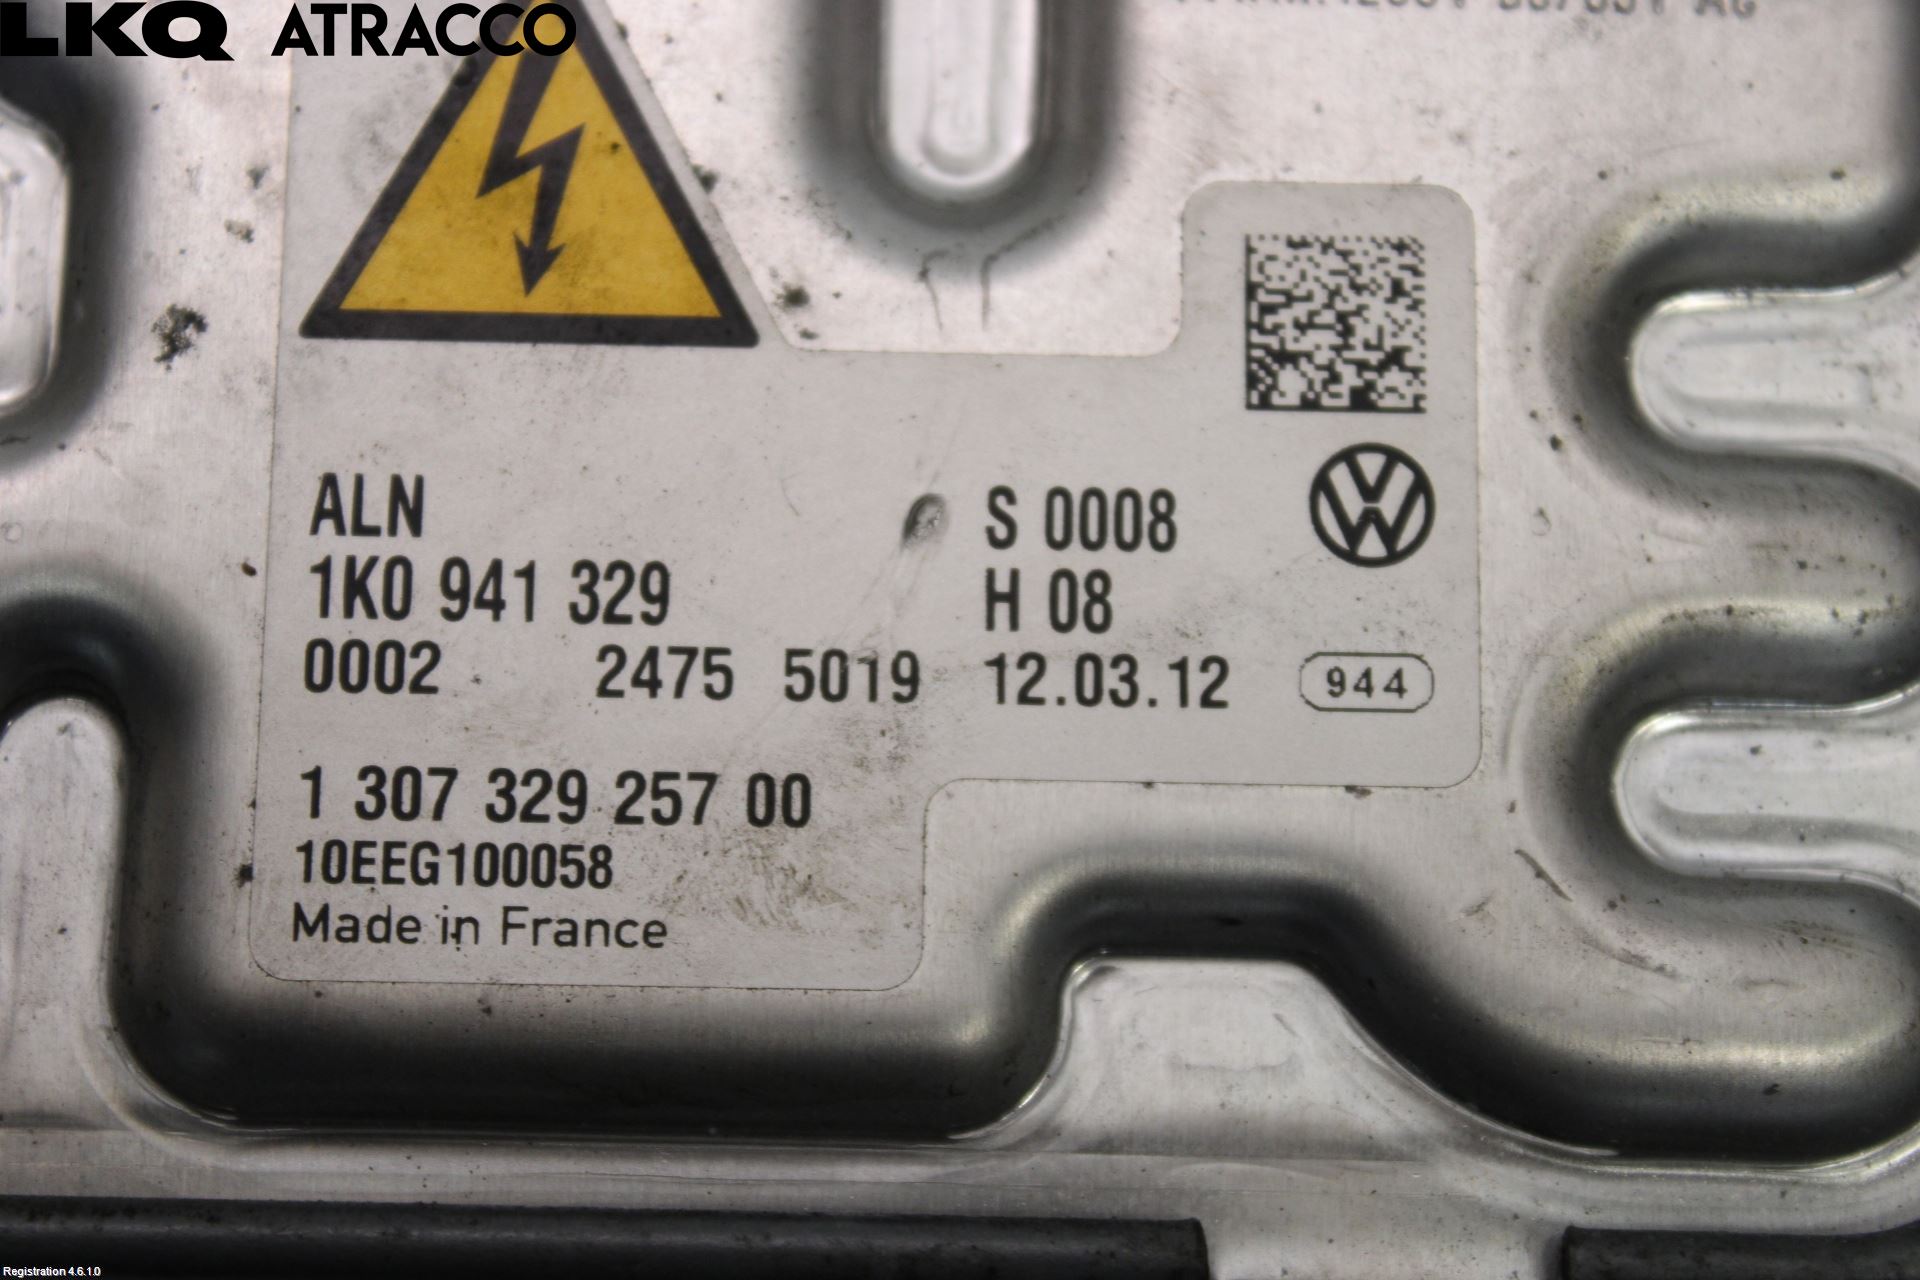 LKQ ATRACCO
AG
ALN
S 0008
1K0 941 329
H 08
0002 2475 5019 12.03.12
944
1 307 329 257 00
10EEG100058
Made in France
Registration 4.6.1.0